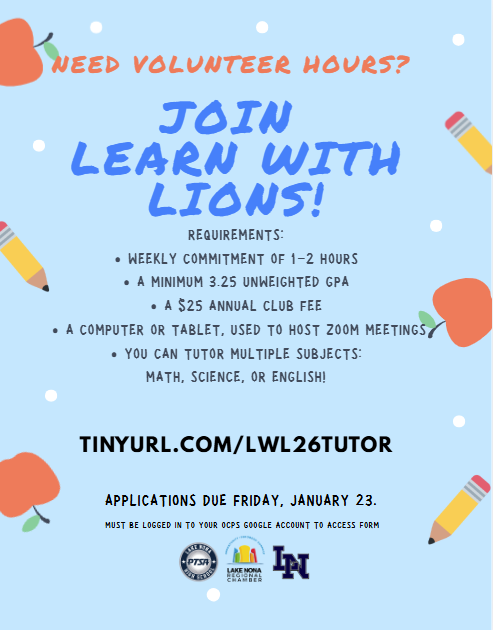 NEED VOLUNTEER HOURS?
JOIN
LEARN WITH
LIONS!
REQUIREMENTS:
• WEEKLY COMMITMENT OF 1-2 HOURS
• A MINIMUM 3.25 UNWEIGHTED GPA
• A $25 ANNUAL CLUB FEE
• A COMPUTER OR TABLET, USED TO HOST ZOOM MEETINGS
• YOU CAN TUTOR MULTIPLE SUBJECTS:
MATH, SCIENCE, OR ENGLISH!
TINYURL.COM/LWL26TUTOR
APPLICATIONS DUE FRIDAY, JANUARY 23.
MUST BE LOGGED IN TO YOUR OCPS GOOGLE ACCOUNT TO ACCESS FORM
LAKE NONA
PTSA
HIGH SCHOOL
LAKE NONA
REGIONAL
CHAMBER
LN